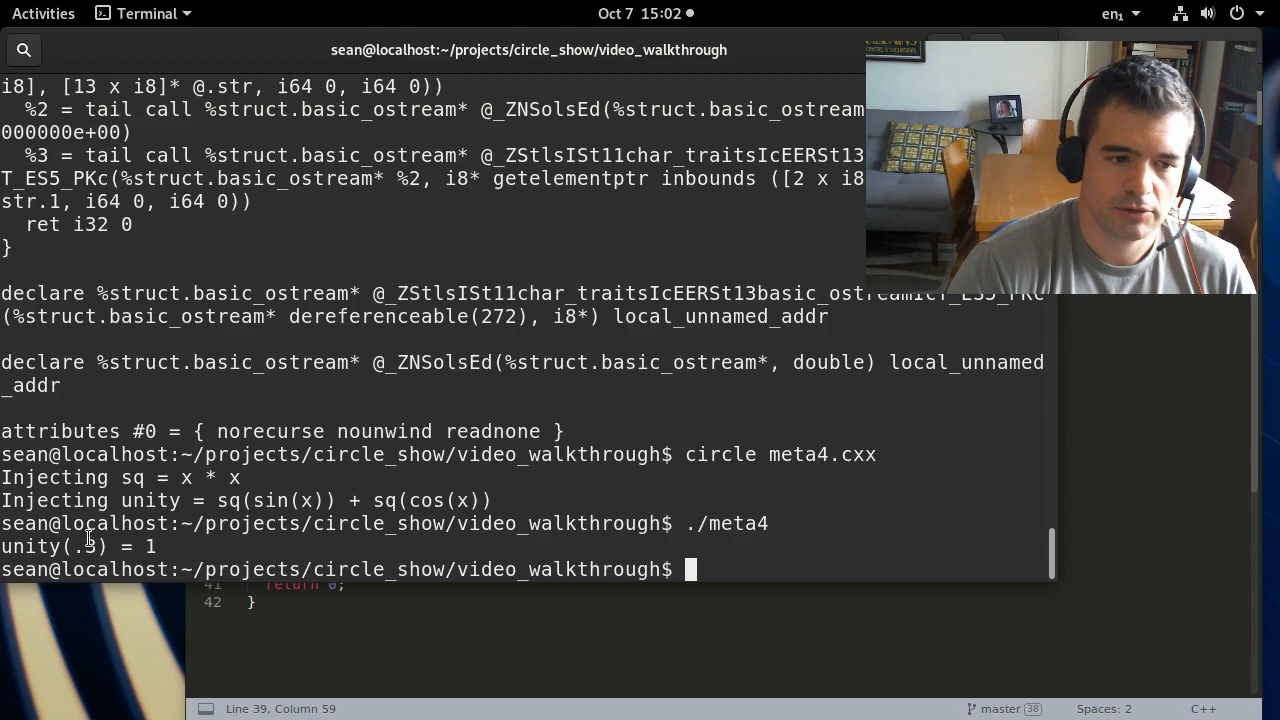 Activities Terminal Oct 7 15:02 en₁
sean@localhost:~/projects/circle_show/video_walkthrough
i8], [13 x i8]* @.str, i64 0, i64 0))
%2 = tail call %struct.basic_ostream* @_ZNSolsEd(%struct.basic_ostream
000000e+00)
%3 = tail call %struct.basic_ostream* @_ZStlsISt11char_traitsIcEERSt13
T_ES5_PKc(%struct.basic_ostream* %2, i8* getelementptr inbounds ([2 x i8
str.1, i64 0, i64 0))
ret i32 0
}
declare %struct.basic_ostream* @_ZStlsISt11char_traitsIcEERSt13basic_ostreamIcT_ES5_PKc
(%struct.basic_ostream* dereferenceable(272), i8*) local_unnamed_addr
declare %struct.basic_ostream* @_ZNSolsEd(%struct.basic_ostream*, double) local_unnamed
_addr
attributes #0 = { norecurse nounwind readnone }
sean@localhost:~/projects/circle_show/video_walkthrough$ circle meta4.cxx
Injecting sq = x * x
Injecting unity = sq(sin(x)) + sq(cos(x))
sean@localhost:~/projects/circle_show/video_walkthrough$ ./meta4
unity(.3) = 1
sean@localhost:~/projects/circle_show/video_walkthrough$
41 return 0;
42 }
Line 39, Column 59 master 38 Spaces: 2 C++